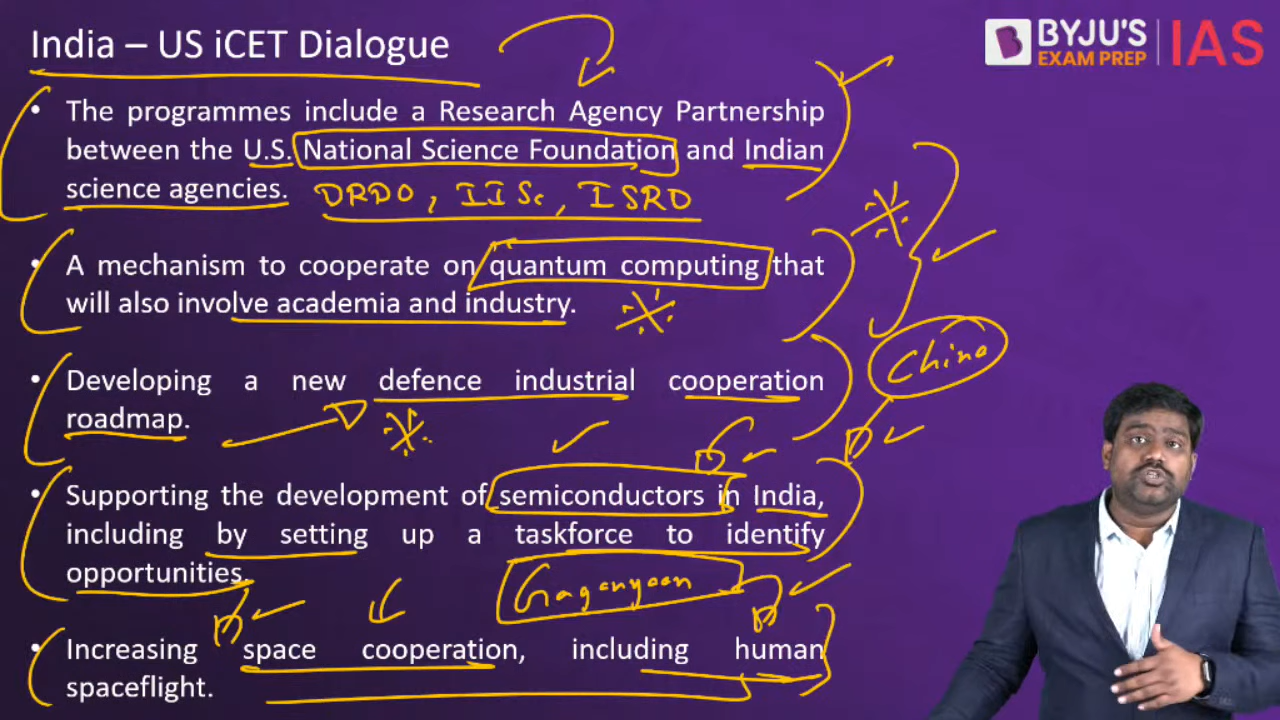 India – US iCET Dialogue
BYJU'S
EXAM PREP
IAS
• The programmes include a Research Agency Partnership
between the U.S. National Science Foundation and Indian
science agencies. DRDO, IISc, ISRO
• A mechanism to cooperate on quantum computing that
will also involve academia and industry.
China
• Developing a new defence industrial cooperation
roadmap.
• Supporting the development of semiconductors in India,
including by setting up a taskforce to identify
opportunities.
Gaganyaan
• Increasing space cooperation, including human
spaceflight.